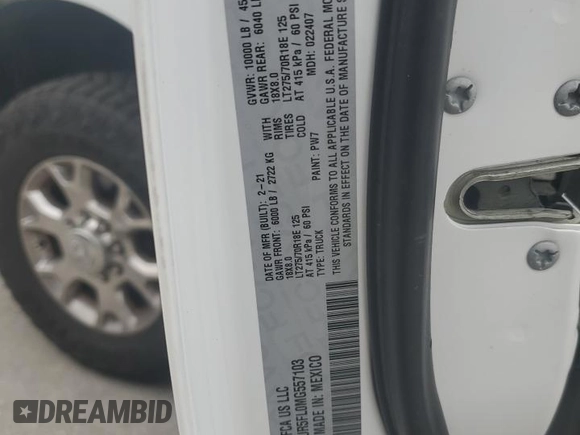 FCA US LLC
DATE OF MFR (BUILT): 2-21
GVWR: 10000 LB / 45
GAWR FRONT: 6000 LB / 2722 KG
WITH
GAWR REAR: 6040 L
18X8.0
RIMS
18X8.0
LT275/70R18E 125
TIRES
LT275/70R18E 125
AT 415 kPa / 60 PSI
COLD
AT 415 kPa / 60 PSI
TYPE: TRUCK
PAINT: PW7
MDH: 022407
THIS VEHICLE CONFORMS TO ALL APPLICABLE U.S.A. FEDERAL MO
STANDARDS IN EFFECT ON THE DATE OF MANUFACTURE S
UR5FL0MG557103
MADE IN: MEXICO
DREAMBID